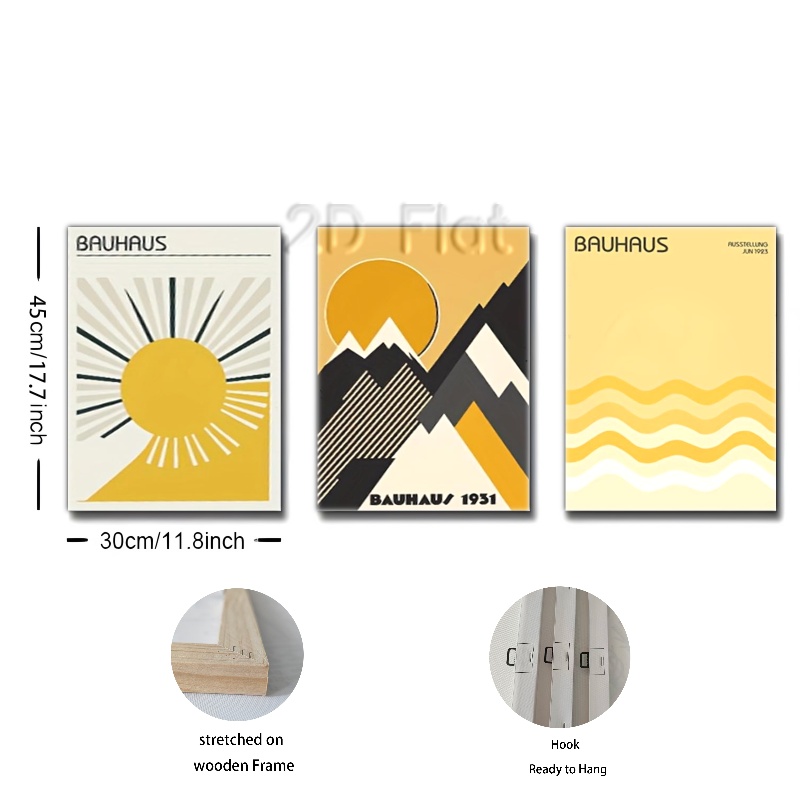 2D Flat
BAUHAUS
BAUHAUS 1931
BAUHAUS
AUSSTELLUNG
JUN 1923
45cm/17.7inch
30cm/11.8inch
stretched on
wooden Frame
Hook
Ready to Hang